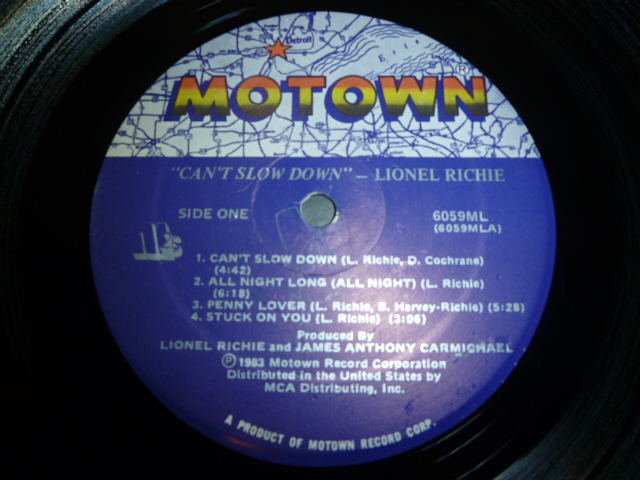 Detroit
Erie
MOTOWN
®
"CAN'T SLOW DOWN" – LIONEL RICHIE
SIDE ONE
6059ML
(6059MLA)
1. CAN'T SLOW DOWN (L. Richie, D. Cochrane)
(4:42)
2. ALL NIGHT LONG (ALL NIGHT) (L. Richie)
(6:18)
3. PENNY LOVER (L. Richie, B. Harvey-Richie) (5:26)
4. STUCK ON YOU (L. Richie) (3:06)
Produced By
LIONEL RICHIE and JAMES ANTHONY CARMICHAEL
℗ 1983 Motown Record Corporation
Distributed in the United States by
MCA Distributing, Inc.
A PRODUCT OF MOTOWN RECORD CORP.